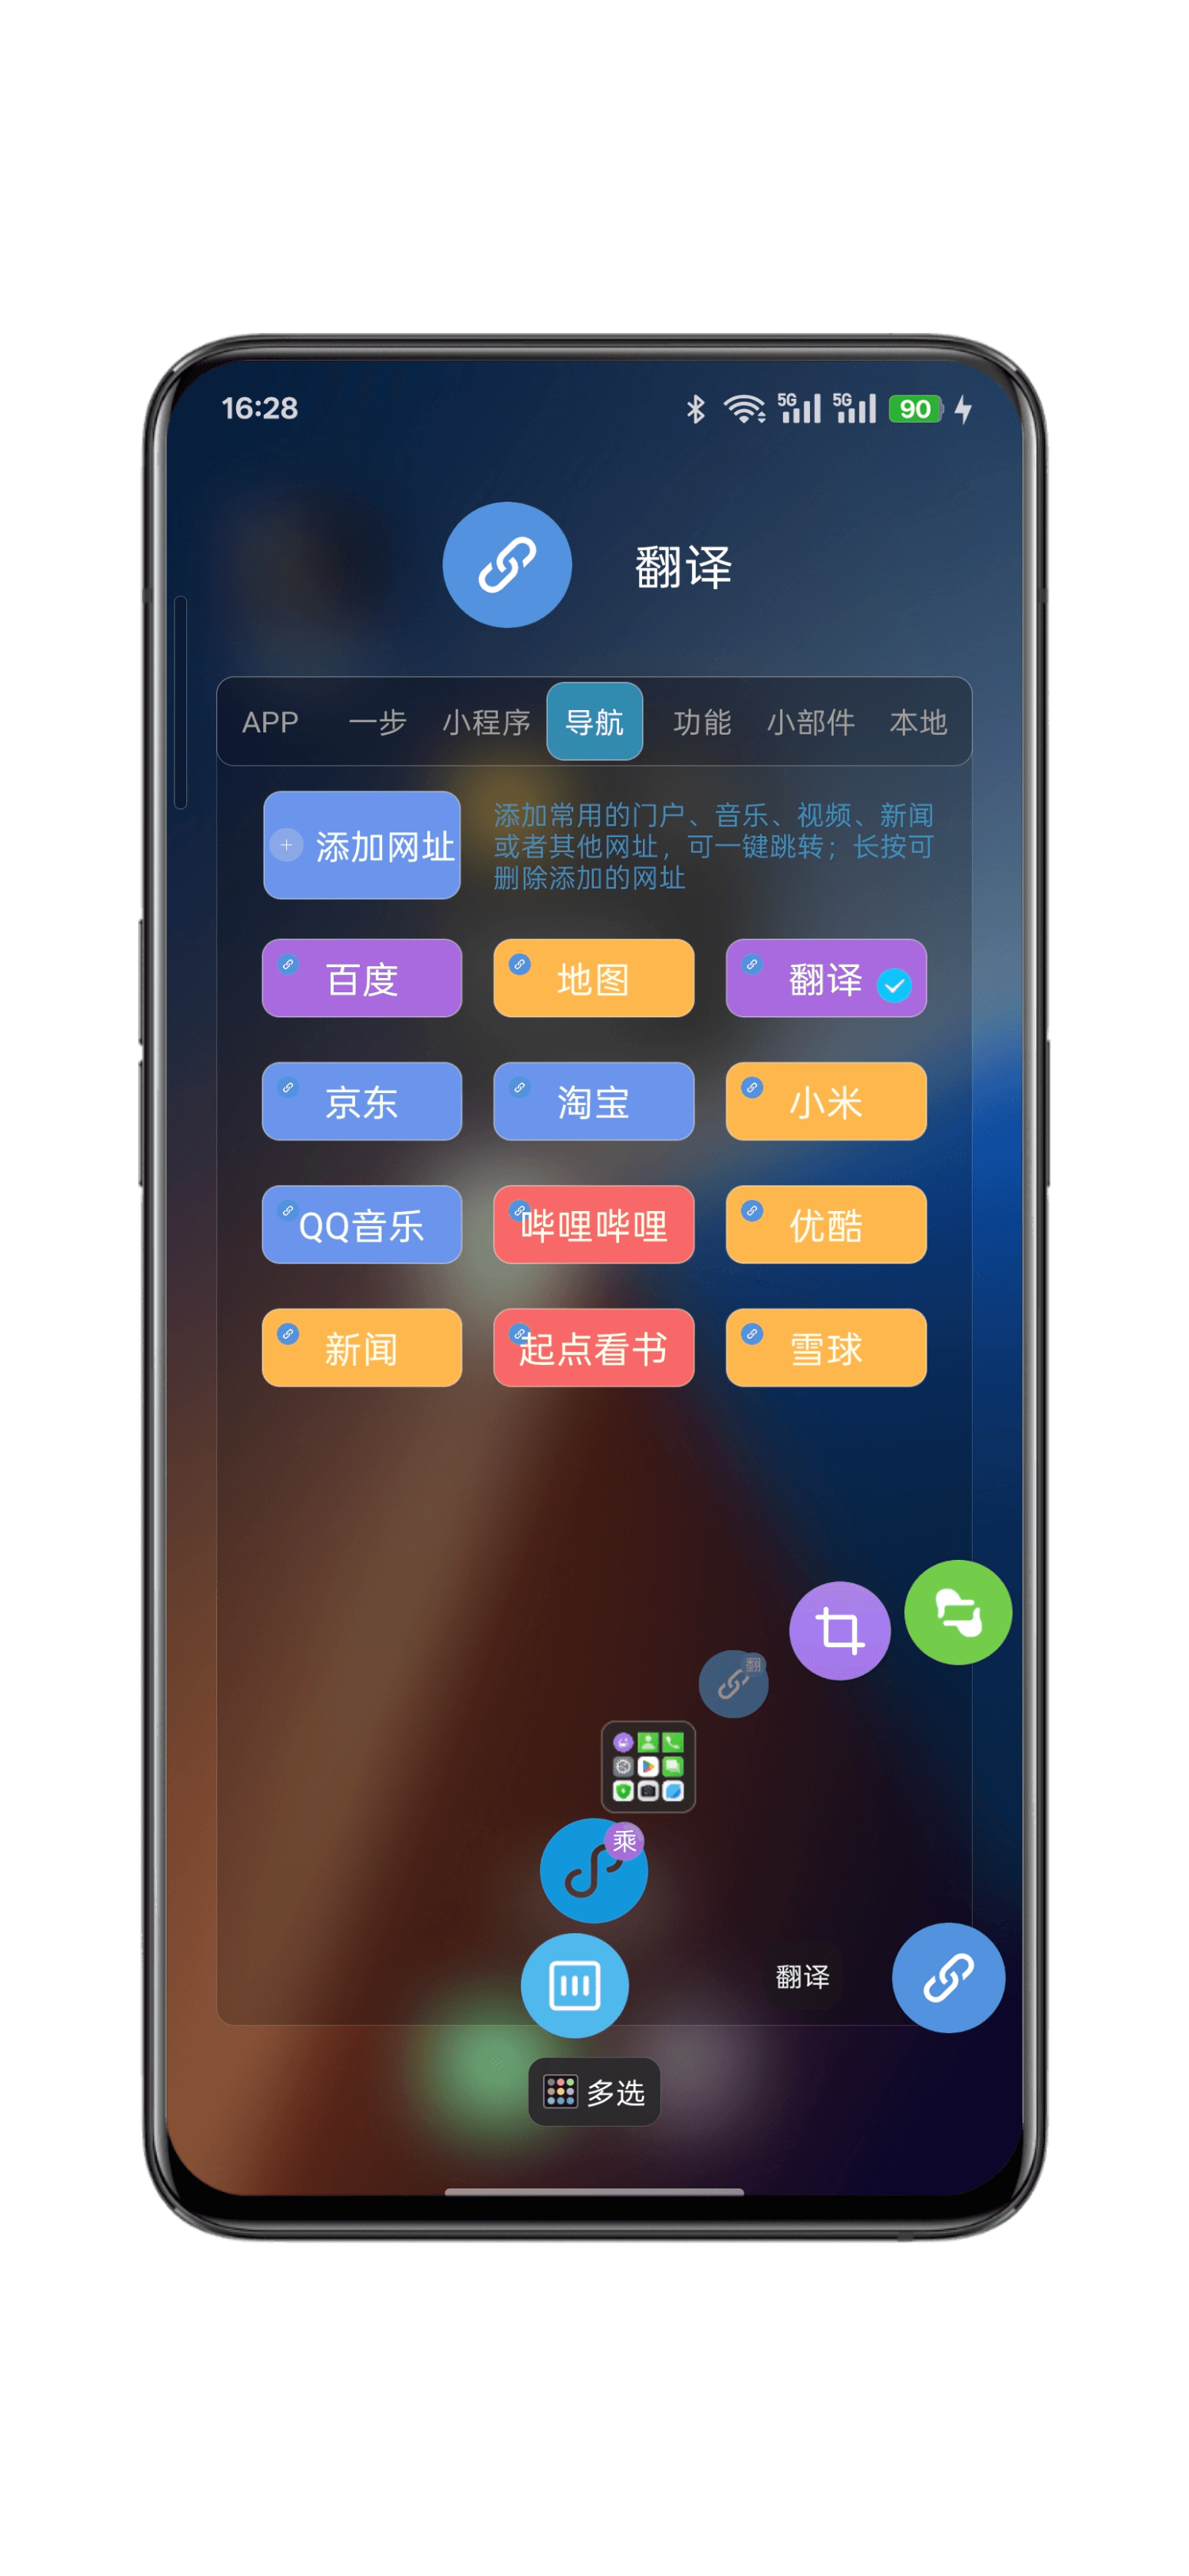 16:28
5G 5G 90
翻译
APP 一步 小程序 导航 功能 小部件 本地
添加网址
添加常用的门户、音乐、视频、新闻
或者其他网址，可一键跳转；长按可
删除添加的网址
百度 地图 翻译
京东 淘宝 小米
QQ音乐 哔哩哔哩 优酷
新闻 起点看书 雪球
翻
乘
翻译
多选